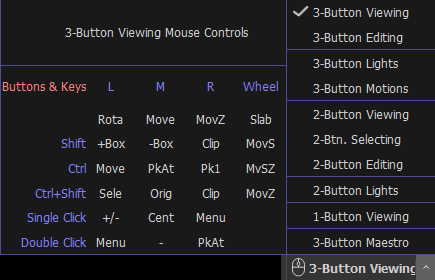 3-Button Viewing Mouse Controls
Buttons & Keys L M R Wheel
Rota Move MovZ Slab
Shift +Box -Box Clip MovS
Ctrl Move PkAt Pk1 MvSZ
Ctrl+Shift Sele Orig Clip MovZ
Single Click +/- Cent Menu
Double Click Menu - PkAt
3-Button Viewing
3-Button Editing
3-Button Lights
3-Button Motions
2-Button Viewing
2-Btn. Selecting
2-Button Editing
2-Button Lights
1-Button Viewing
3-Button Maestro
3-Button Viewing